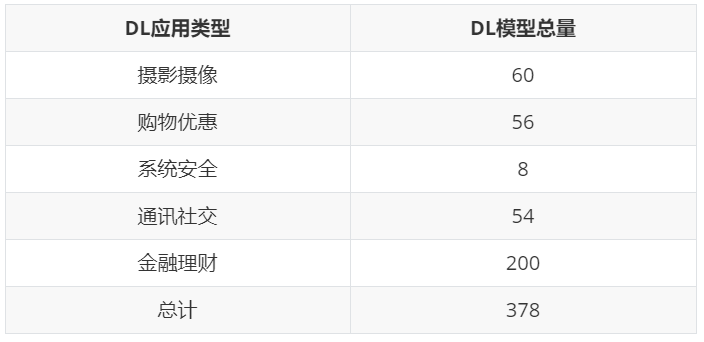 DL应用类型 DL模型总量
摄影摄像 60
购物优惠 56
系统安全 8
通讯社交 54
金融理财 200
总计 378